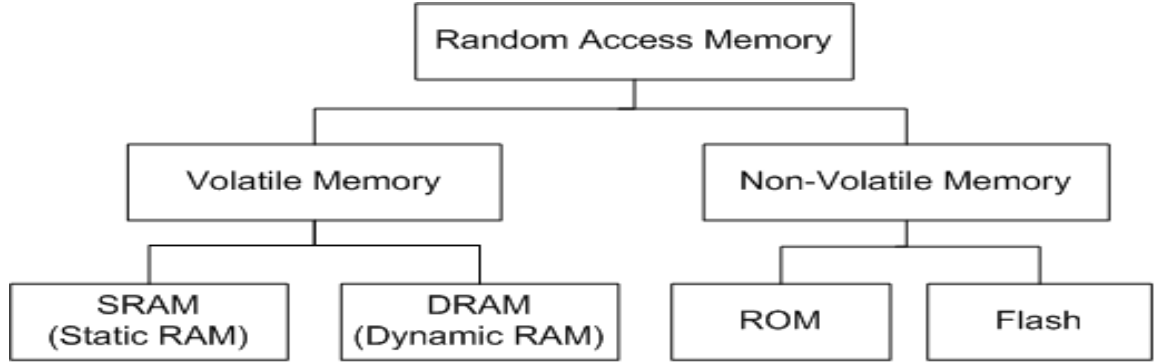 Random Access Memory
Volatile Memory
Non-Volatile Memory
SRAM
(Static RAM)
DRAM
(Dynamic RAM)
ROM
Flash